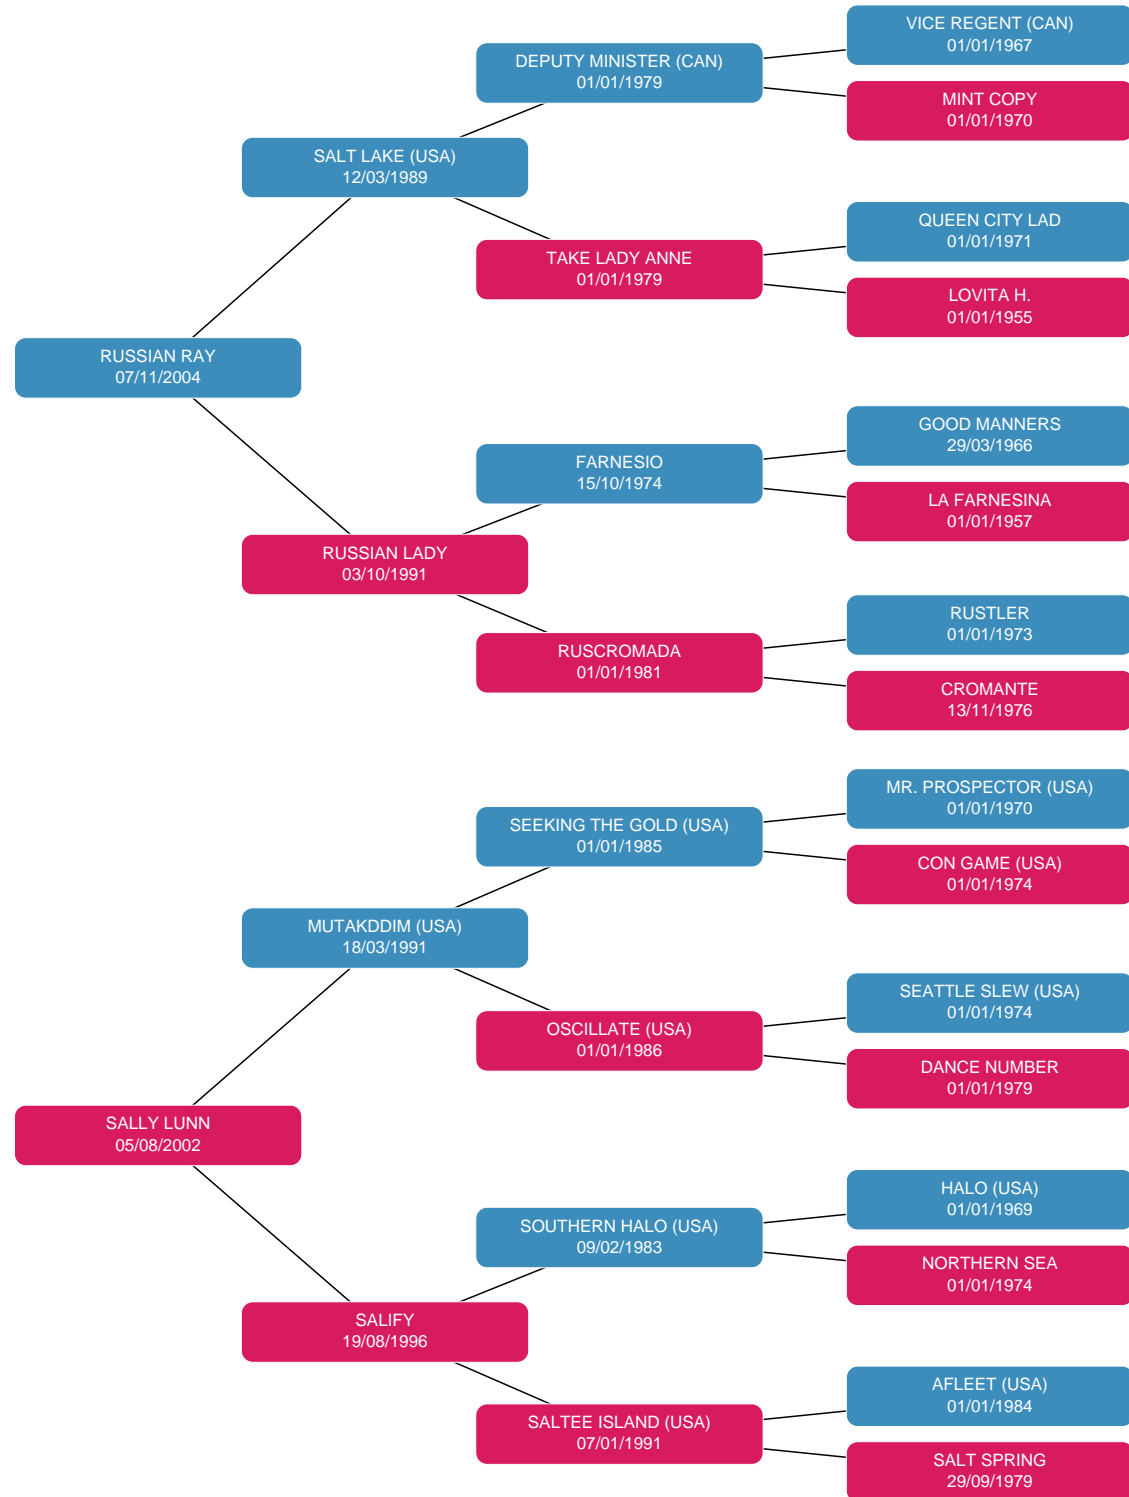 VICE REGENT (CAN)
01/01/1967
DEPUTY MINISTER (CAN)
01/01/1979
MINT COPY
01/01/1970
SALT LAKE (USA)
12/03/1989
QUEEN CITY LAD
01/01/1971
TAKE LADY ANNE
01/01/1979
LOVITA H.
01/01/1955
RUSSIAN RAY
07/11/2004
GOOD MANNERS
29/03/1966
FARNESIO
15/10/1974
LA FARNESINA
01/01/1957
RUSSIAN LADY
03/10/1991
RUSTLER
01/01/1973
RUSCROMADA
01/01/1981
CROMANTE
13/11/1976
MR. PROSPECTOR (USA)
01/01/1970
SEEKING THE GOLD (USA)
01/01/1985
CON GAME (USA)
01/01/1974
MUTAKDDIM (USA)
18/03/1991
SEATTLE SLEW (USA)
01/01/1974
OSCILLATE (USA)
01/01/1986
DANCE NUMBER
01/01/1979
SALLY LUNN
05/08/2002
HALO (USA)
01/01/1969
SOUTHERN HALO (USA)
09/02/1983
NORTHERN SEA
01/01/1974
SALIFY
19/08/1996
AFLEET (USA)
01/01/1984
SALTEE ISLAND (USA)
07/01/1991
SALT SPRING
29/09/1979